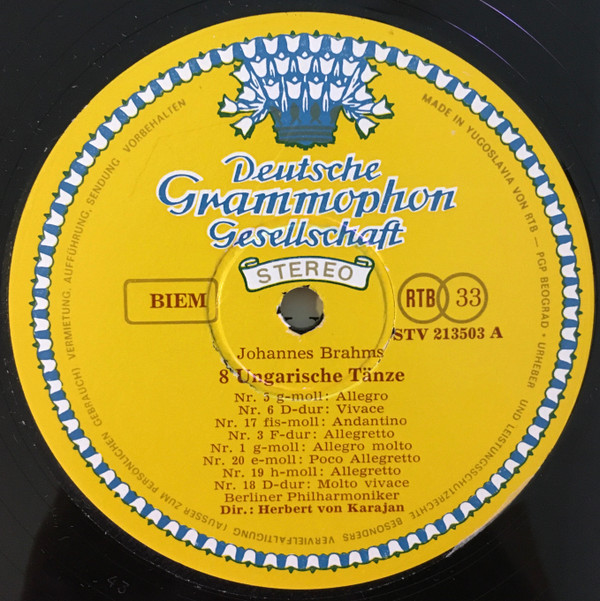 Deutsche
Grammophon
Gesellschaft
STEREO
BIEM
RTB 33
STV 213503 A
Johannes Brahms
8 Ungarische Tänze
Nr. 5 g-moll: Allegro
Nr. 6 D-dur: Vivace
Nr. 17 fis-moll: Andantino
Nr. 3 F-dur: Allegretto
Nr. 1 g-moll: Allegro molto
Nr. 20 e-moll: Poco Allegretto
Nr. 19 h-moll: Allegretto
Nr. 18 D-dur: Molto vivace
Berliner Philharmoniker
Dir.: Herbert von Karajan
MADE IN YUGOSLAVIA VON RTB — PGP BEOGRAD • URHEBER UND LEISTUNGSSCHUTZRECHTE BESONDERS VERVIELFALTIGUNG (AUSSER ZUM PERSÖNLICHEN GEBRAUCH) VERMIETUNG, AUFFÜHRUNG, SENDUNG VORBEHALTEN
43